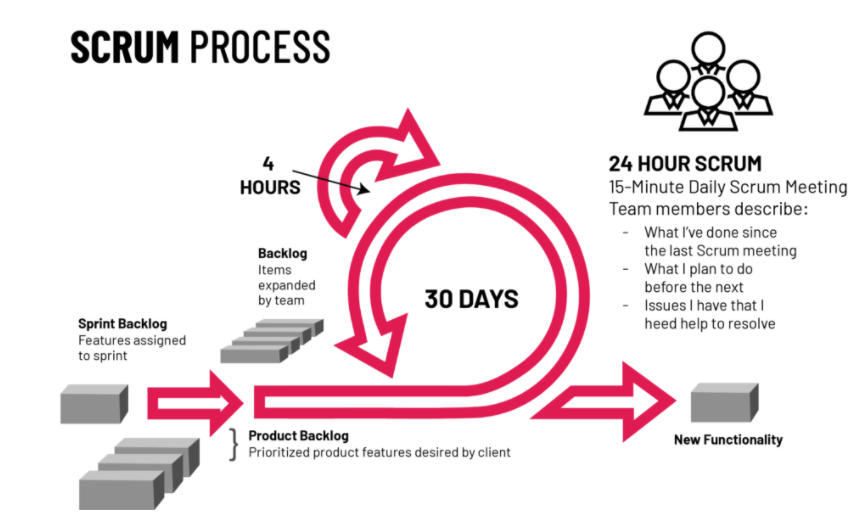 SCRUM PROCESS
4
HOURS
24 HOUR SCRUM
15-Minute Daily Scrum Meeting
Team members describe:
- What I've done since
the last Scrum meeting
- What I plan to do
before the next
- Issues I have that I
heed help to resolve
Backlog
Items
expanded
by team
30 DAYS
Sprint Backlog
Features assigned
to sprint
Product Backlog
Prioritized product features desired by client
New Functionality